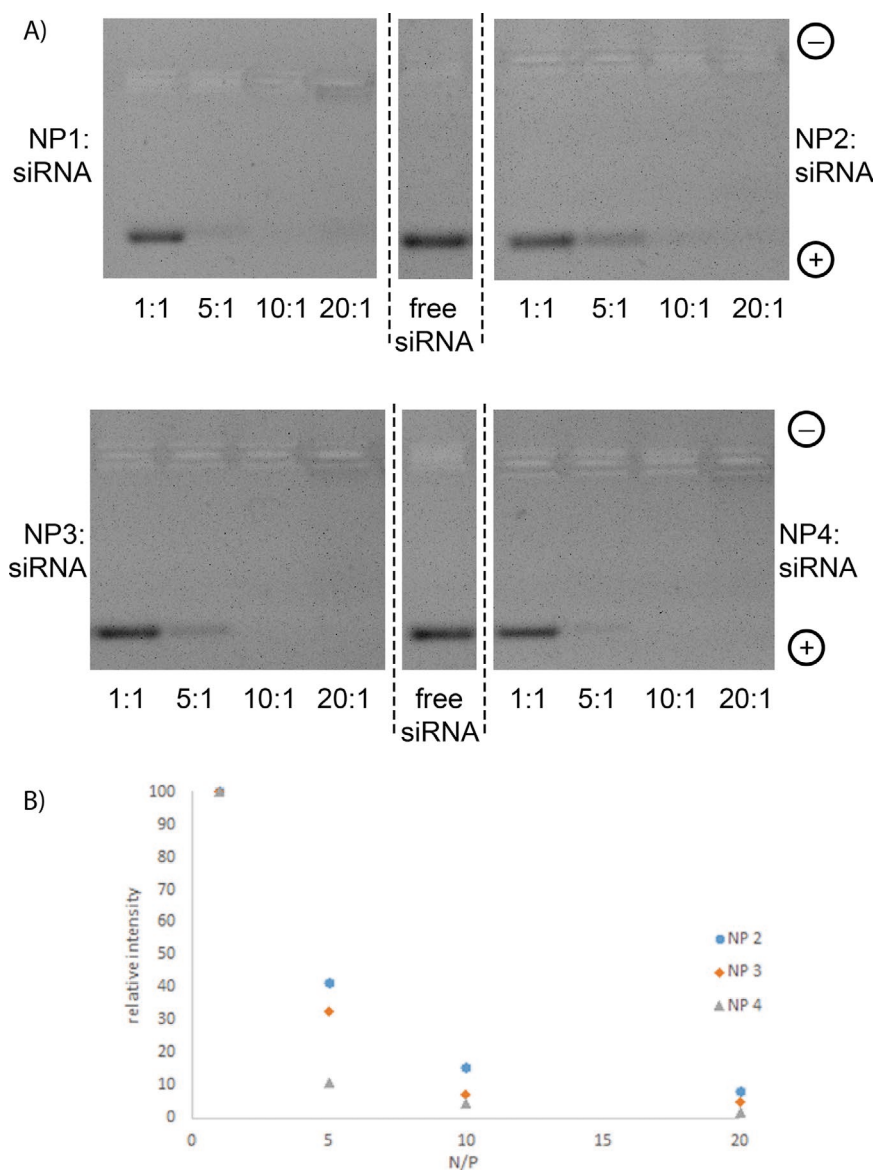 A)
NP1:
siRNA
1:1 5:1 10:1 20:1
free
siRNA
1:1 5:1 10:1 20:1
−
NP2:
siRNA
+
NP3:
siRNA
1:1 5:1 10:1 20:1
free
siRNA
1:1 5:1 10:1 20:1
−
NP4:
siRNA
+
B)
relative intensity
100
90
80
70
60
50
40
30
20
10
0
0 5 10 15 20
N/P
NP 2
NP 3
NP 4